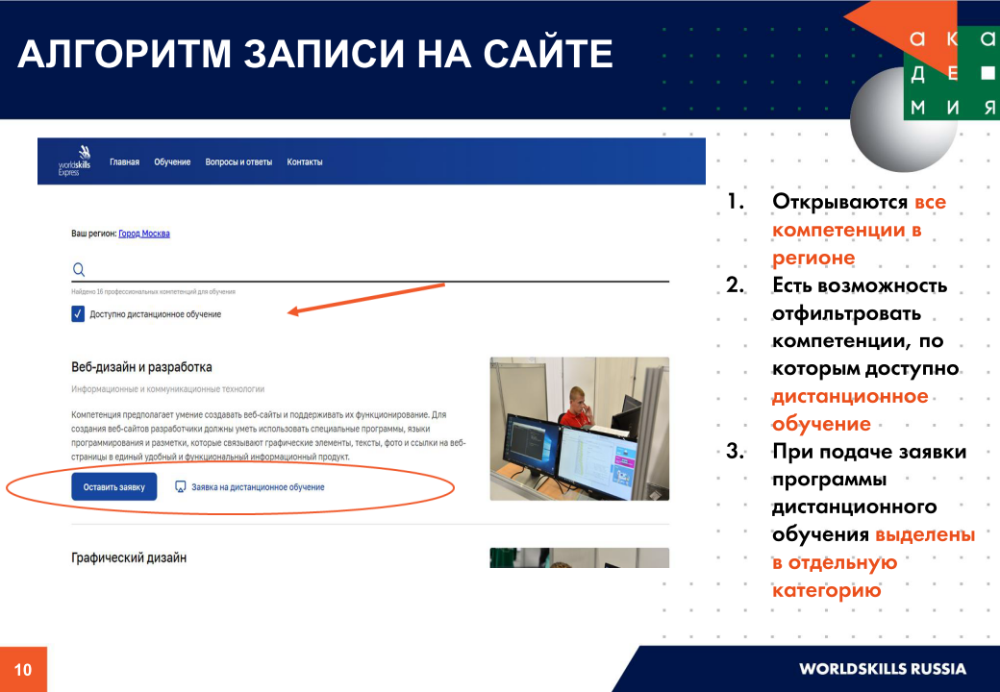 АЛГОРИТМ ЗАПИСИ НА САЙТЕ
а к а
Д Е
М И Я
worldskills
Express
Главная Обучение Вопросы и ответы Контакты
Ваш регион: Город Москва
Найдено 16 профессиональных компетенций для обучения
Доступно дистанционное обучение
Веб-дизайн и разработка
Информационные и коммуникационные технологии
Компетенция предполагает умение создавать веб-сайты и поддерживать их функционирование. Для
создания веб-сайтов разработчики должны уметь использовать специальные программы, языки
программирования и разметки, которые связывают графические элементы, тексты, фото и ссылки на веб-
страницы в единый удобный и функциональный информационный продукт.
Оставить заявку Заявка на дистанционное обучение
Графический дизайн
1. Открываются все
компетенции в
регионе
2. Есть возможность
отфильтровать
компетенции, по
которым доступно
дистанционное
обучение
3. При подаче заявки
программы
дистанционного
обучения выделены
в отдельную
категорию
10
WORLDSKILLS RUSSIA